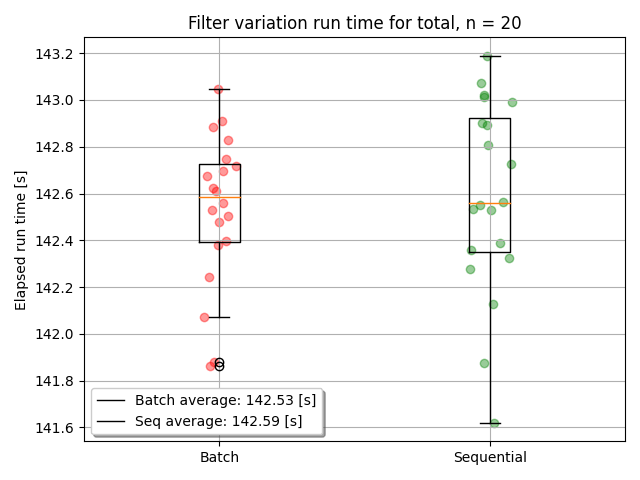 Filter variation run time for total, n = 20
Elapsed run time [s]
143.2
143.0
142.8
142.6
142.4
142.2
142.0
141.8
141.6
Batch average: 142.53 [s]
Seq average: 142.59 [s]
Batch
Sequential